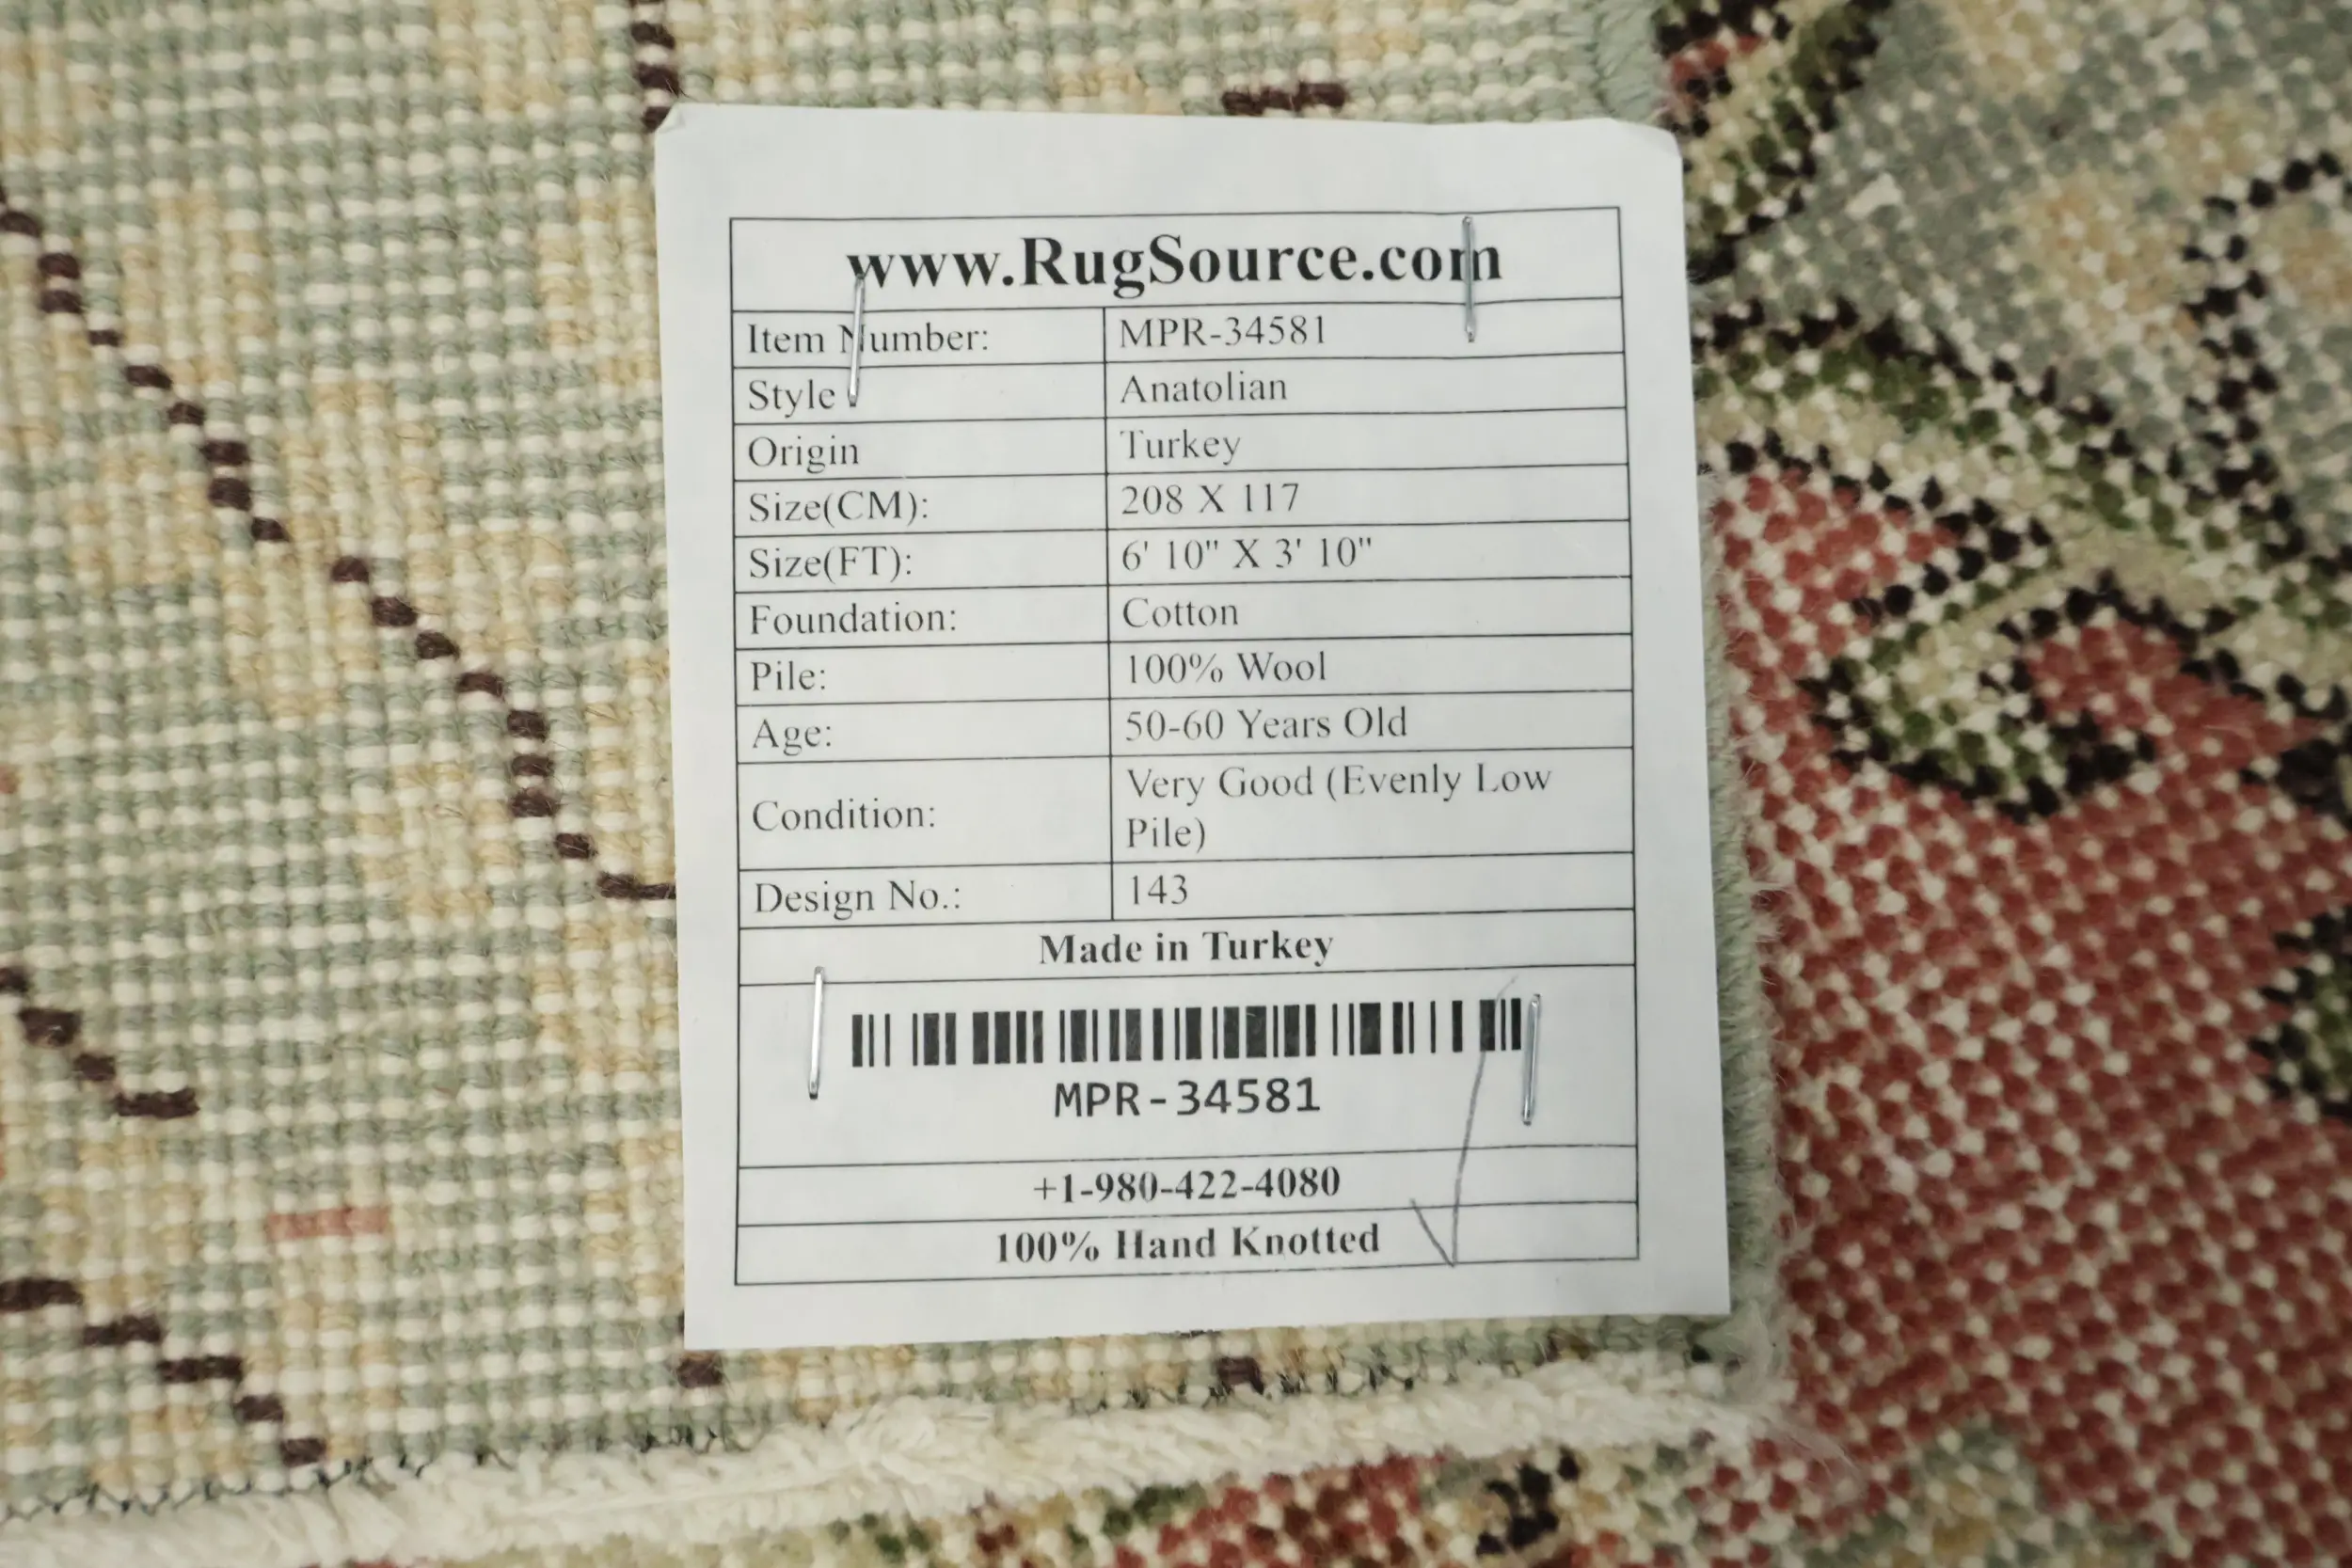 www.RugSource.com
Item Number: MPR-34581
Style Anatolian
Origin Turkey
Size(CM): 208 X 117
Size(FT): 6' 10" X 3' 10"
Foundation: Cotton
Pile: 100% Wool
Age: 50-60 Years Old
Condition: Very Good (Evenly Low
Pile)
Design No.: 143
Made in Turkey
MPR-34581
+1-980-422-4080
100% Hand Knotted